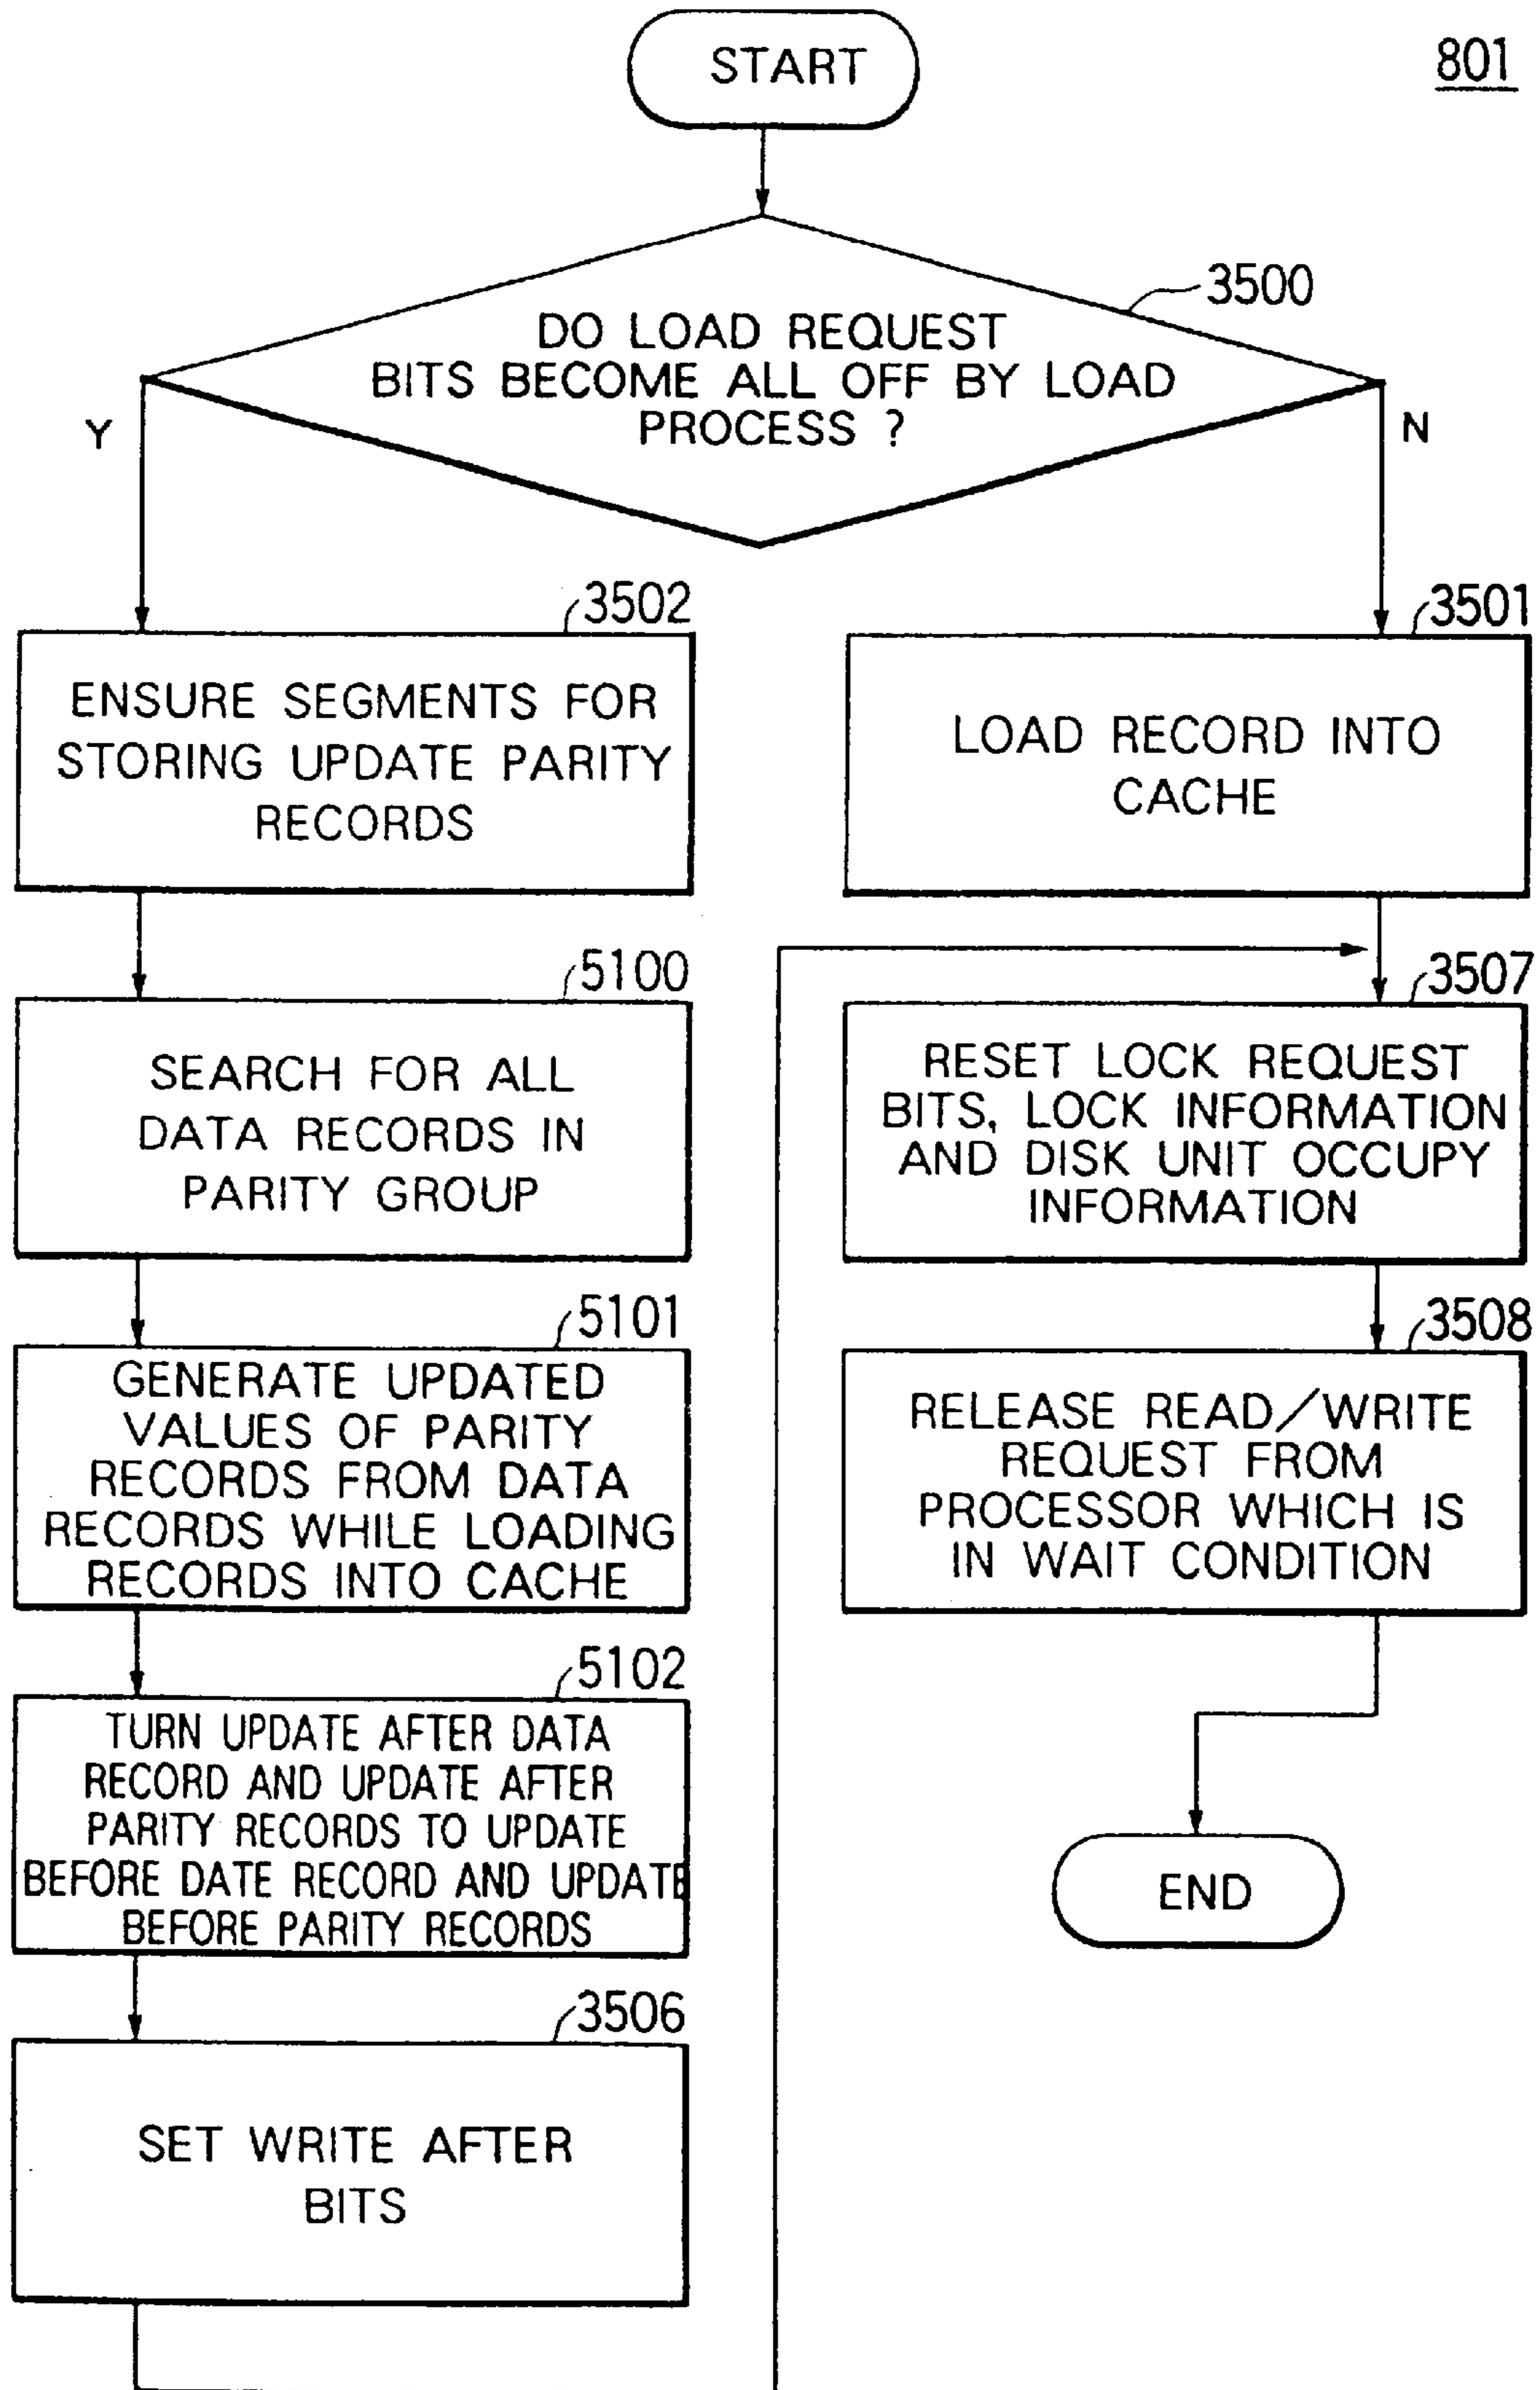 START
801
3500
DO LOAD REQUEST
BITS BECOME ALL OFF BY LOAD
PROCESS ?
Y
N
3502
ENSURE SEGMENTS FOR
STORING UPDATE PARITY
RECORDS
5100
SEARCH FOR ALL
DATA RECORDS IN
PARITY GROUP
5101
GENERATE UPDATED
VALUES OF PARITY
RECORDS FROM DATA
RECORDS WHILE LOADING
RECORDS INTO CACHE
5102
TURN UPDATE AFTER DATA
RECORD AND UPDATE AFTER
PARITY RECORDS TO UPDATE
BEFORE DATE RECORD AND UPDATE
BEFORE PARITY RECORDS
3506
SET WRITE AFTER
BITS
3501
LOAD RECORD INTO
CACHE
3507
RESET LOCK REQUEST
BITS, LOCK INFORMATION
AND DISK UNIT OCCUPY
INFORMATION
3508
RELEASE READ/WRITE
REQUEST FROM
PROCESSOR WHICH IS
IN WAIT CONDITION
END